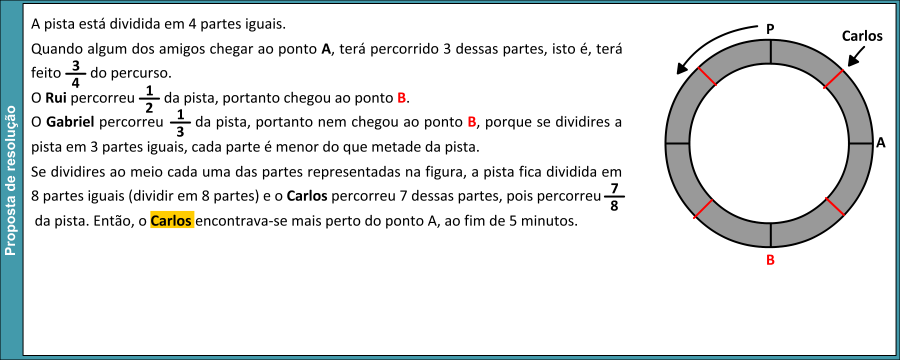 Proposta de resolução
A pista está dividida em 4 partes iguais.
Quando algum dos amigos chegar ao ponto A, terá percorrido 3 dessas partes, isto é, terá
feito 3/4 do percurso.
O Rui percorreu 1/2 da pista, portanto chegou ao ponto B.
O Gabriel percorreu 1/3 da pista, portanto nem chegou ao ponto B, porque se dividires a
pista em 3 partes iguais, cada parte é menor do que metade da pista.
Se dividires ao meio cada uma das partes representadas na figura, a pista fica dividida em
8 partes iguais (dividir em 8 partes) e o Carlos percorreu 7 dessas partes, pois percorreu 7/8
da pista. Então, o Carlos encontrava-se mais perto do ponto A, ao fim de 5 minutos.
P
Carlos
A
B